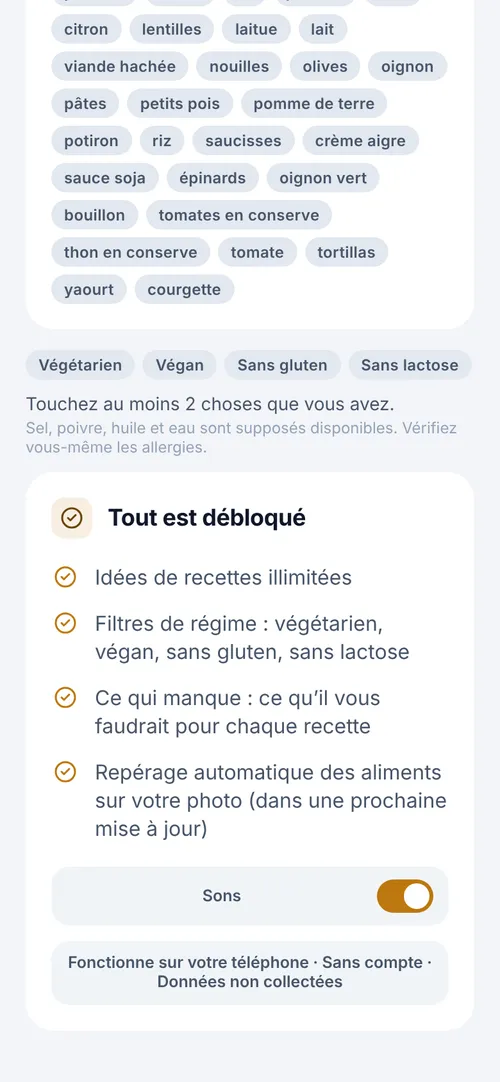 citron lentilles laitue lait
viande hachée nouilles olives oignon
pâtes petits pois pomme de terre
potiron riz saucisses crème aigre
sauce soja épinards oignon vert
bouillon tomates en conserve
thon en conserve tomate tortillas
yaourt courgette
Végétarien Végan Sans gluten Sans lactose
Touchez au moins 2 choses que vous avez.
Sel, poivre, huile et eau sont supposés disponibles. Vérifiez
vous-même les allergies.
Tout est débloqué
Idées de recettes illimitées
Filtres de régime : végétarien,
végan, sans gluten, sans lactose
Ce qui manque : ce qu’il vous
faudrait pour chaque recette
Repérage automatique des aliments
sur votre photo (dans une prochaine
mise à jour)
Sons
Fonctionne sur votre téléphone · Sans compte ·
Données non collectées